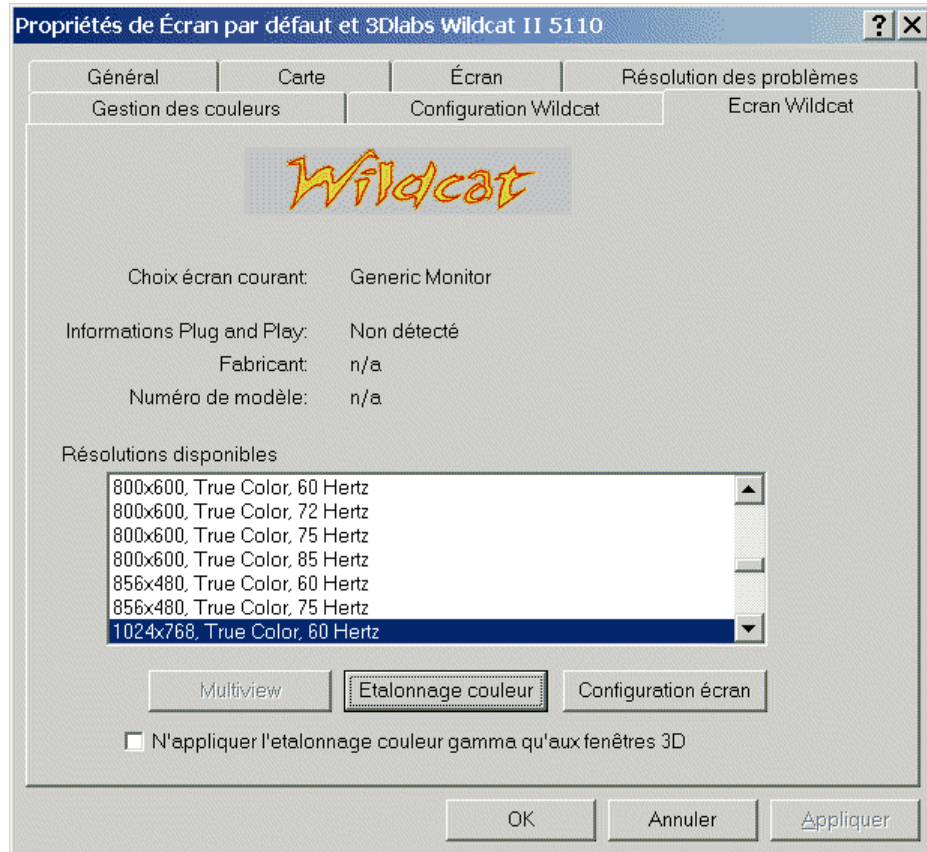 Propriétés de Écran par défaut et 3Dlabs Wildcat II 5110
Général Carte Écran Résolution des problèmes
Gestion des couleurs Configuration Wildcat Ecran Wildcat
Wildcat
Choix écran courant: Generic Monitor
Informations Plug and Play: Non détecté
Fabricant: n/a
Numéro de modèle: n/a
Résolutions disponibles
800x600, True Color, 60 Hertz
800x600, True Color, 72 Hertz
800x600, True Color, 75 Hertz
800x600, True Color, 85 Hertz
856x480, True Color, 60 Hertz
856x480, True Color, 75 Hertz
1024x768, True Color, 60 Hertz
Multiview Etalonnage couleur Configuration écran
N'appliquer l'etalonnage couleur gamma qu'aux fenêtres 3D
OK Annuler Appliquer